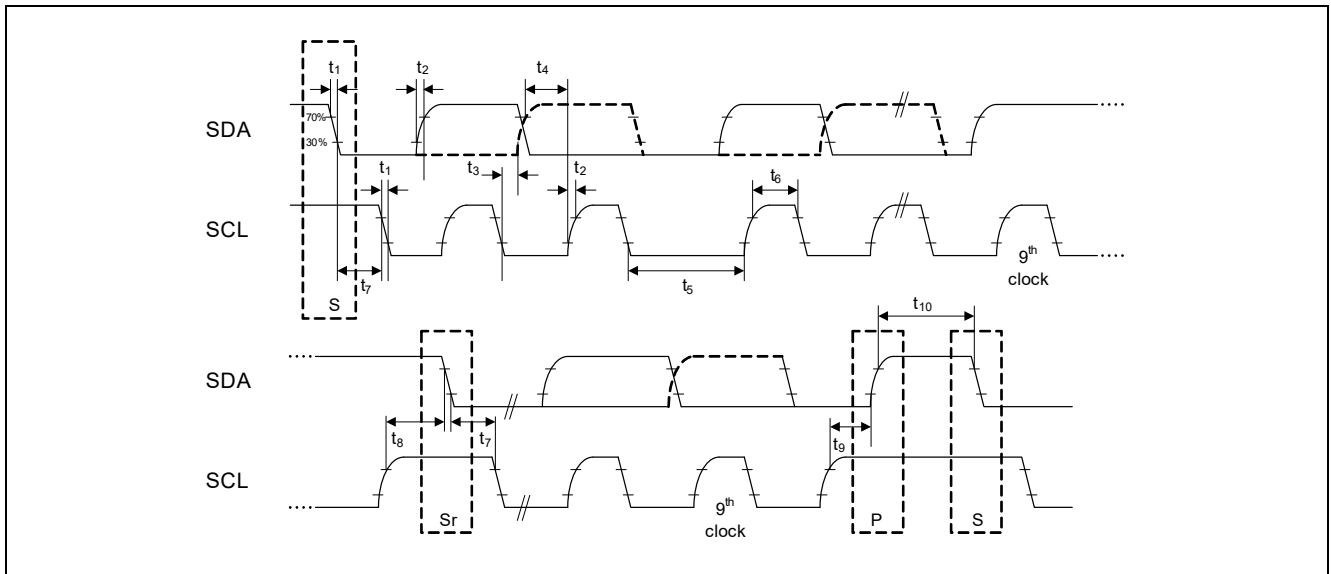 t1 t2 t4
SDA
70%
30%
t1 t3 t2 t6
SCL
9th
clock
t7 t5
S
t10
SDA
t8 t7 t9
SCL
9th
clock
Sr P S